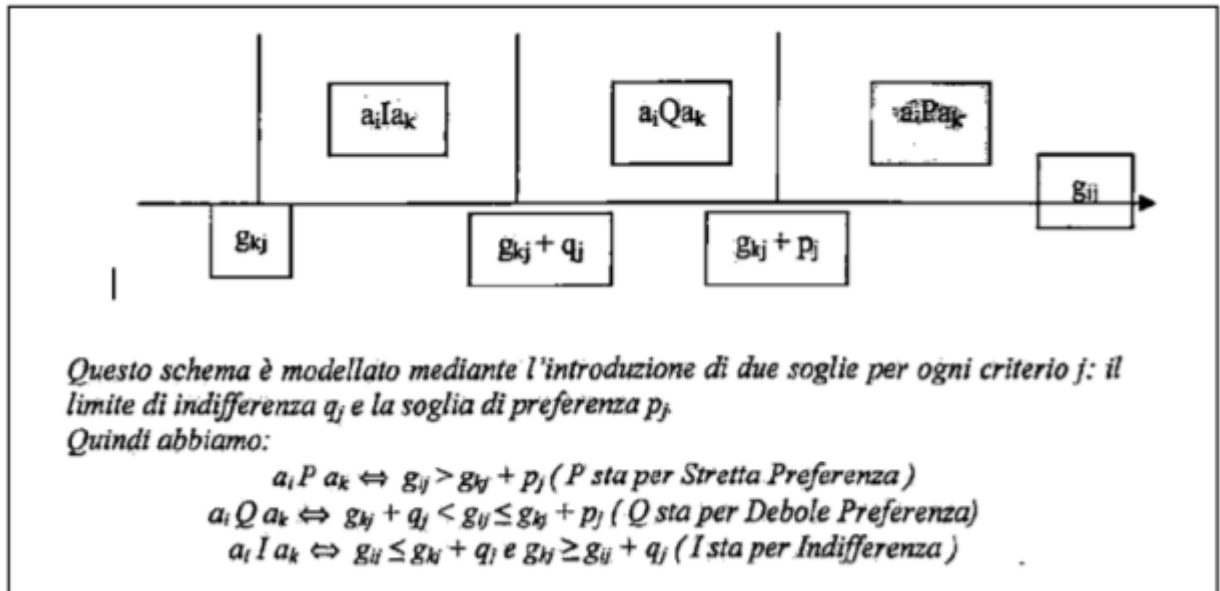 aᵢIaₖ aᵢQaₖ aᵢPaₖ
gᵢⱼ
gₖⱼ gₖⱼ + qⱼ gₖⱼ + pⱼ
Questo schema è modellato mediante l'introduzione di due soglie per ogni criterio j: il
limite di indifferenza qⱼ e la soglia di preferenza pⱼ.
Quindi abbiamo:
aᵢ P aₖ ⇔ gᵢⱼ > gₖⱼ + pⱼ ( P sta per Stretta Preferenza )
aᵢ Q aₖ ⇔ gₖⱼ + qⱼ < gᵢⱼ ≤ gₖⱼ + pⱼ ( Q sta per Debole Preferenza)
aᵢ I aₖ ⇔ gᵢⱼ ≤ gₖⱼ + qⱼ e gₖⱼ ≥ gᵢⱼ + qⱼ ( I sta per Indifferenza )